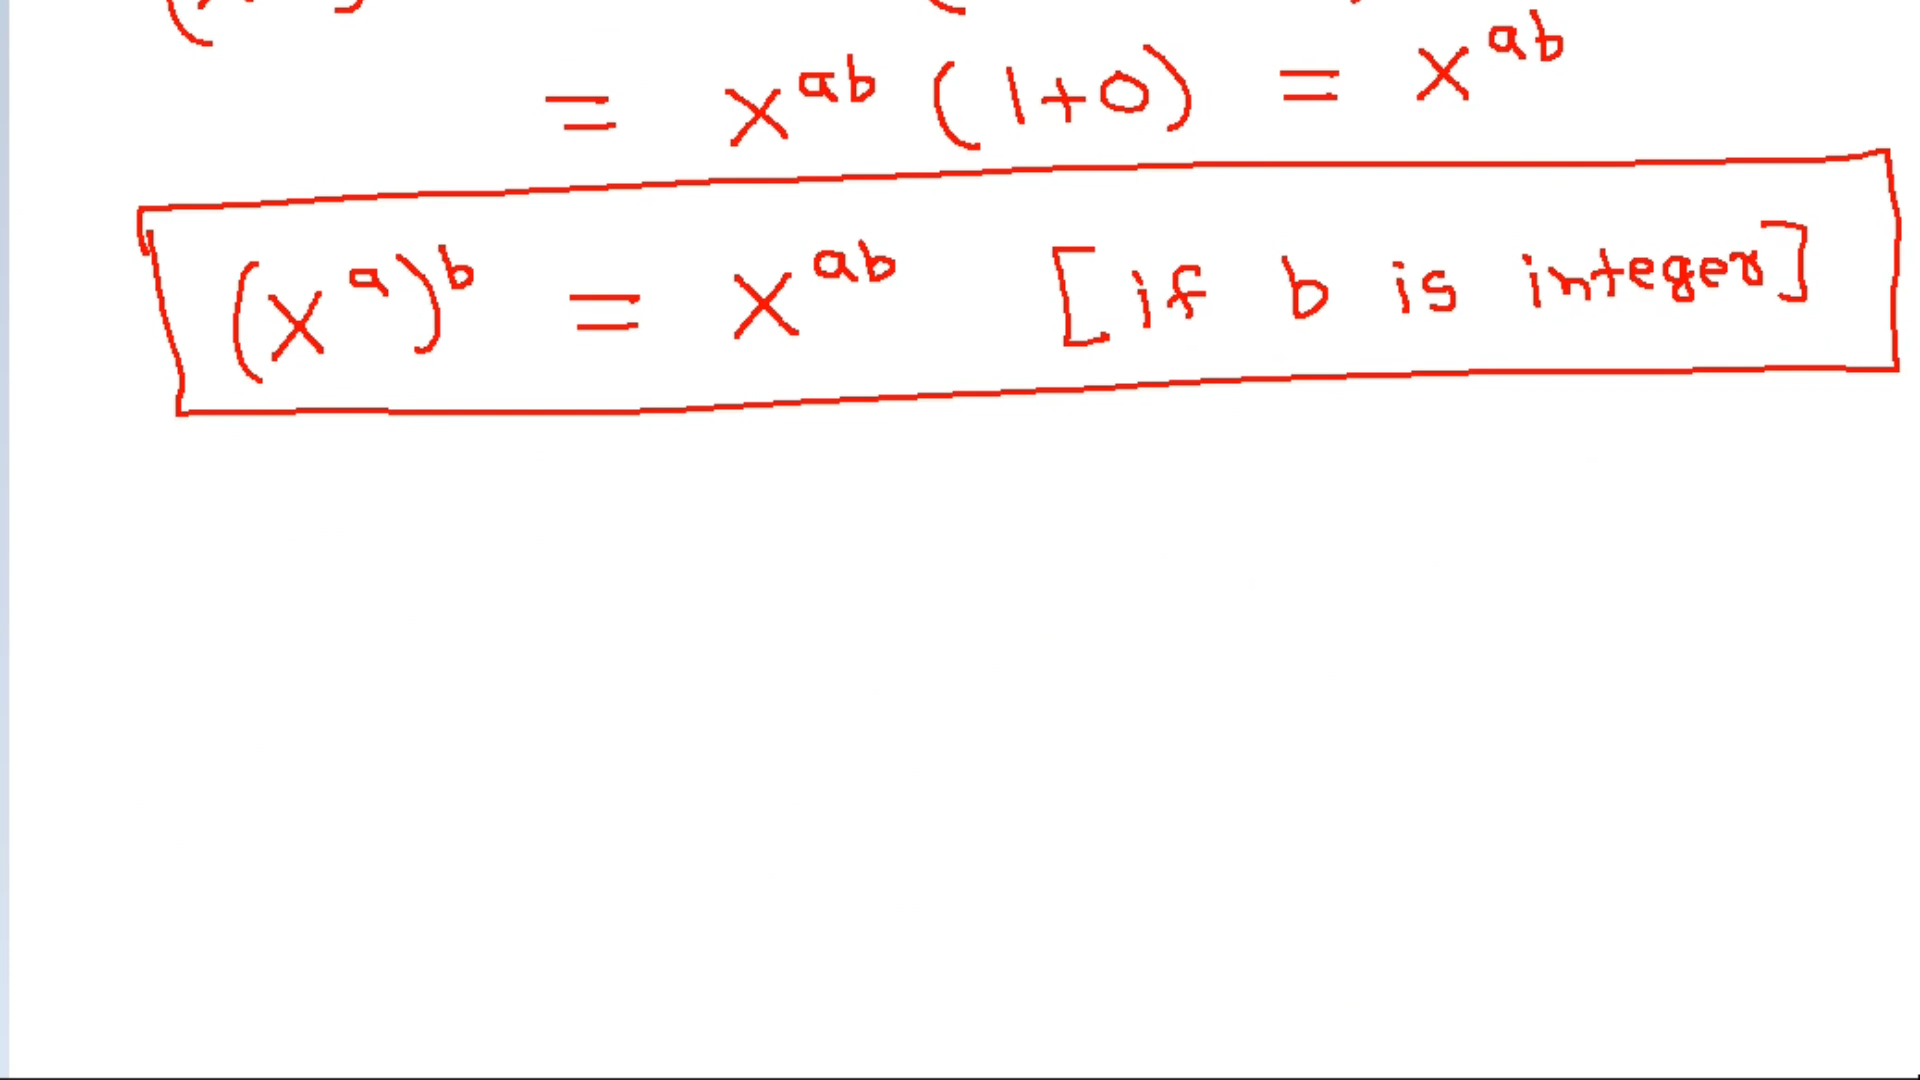 = x^ab (1+0) = x^ab
(x^a)^b = x^ab [if b is integer]